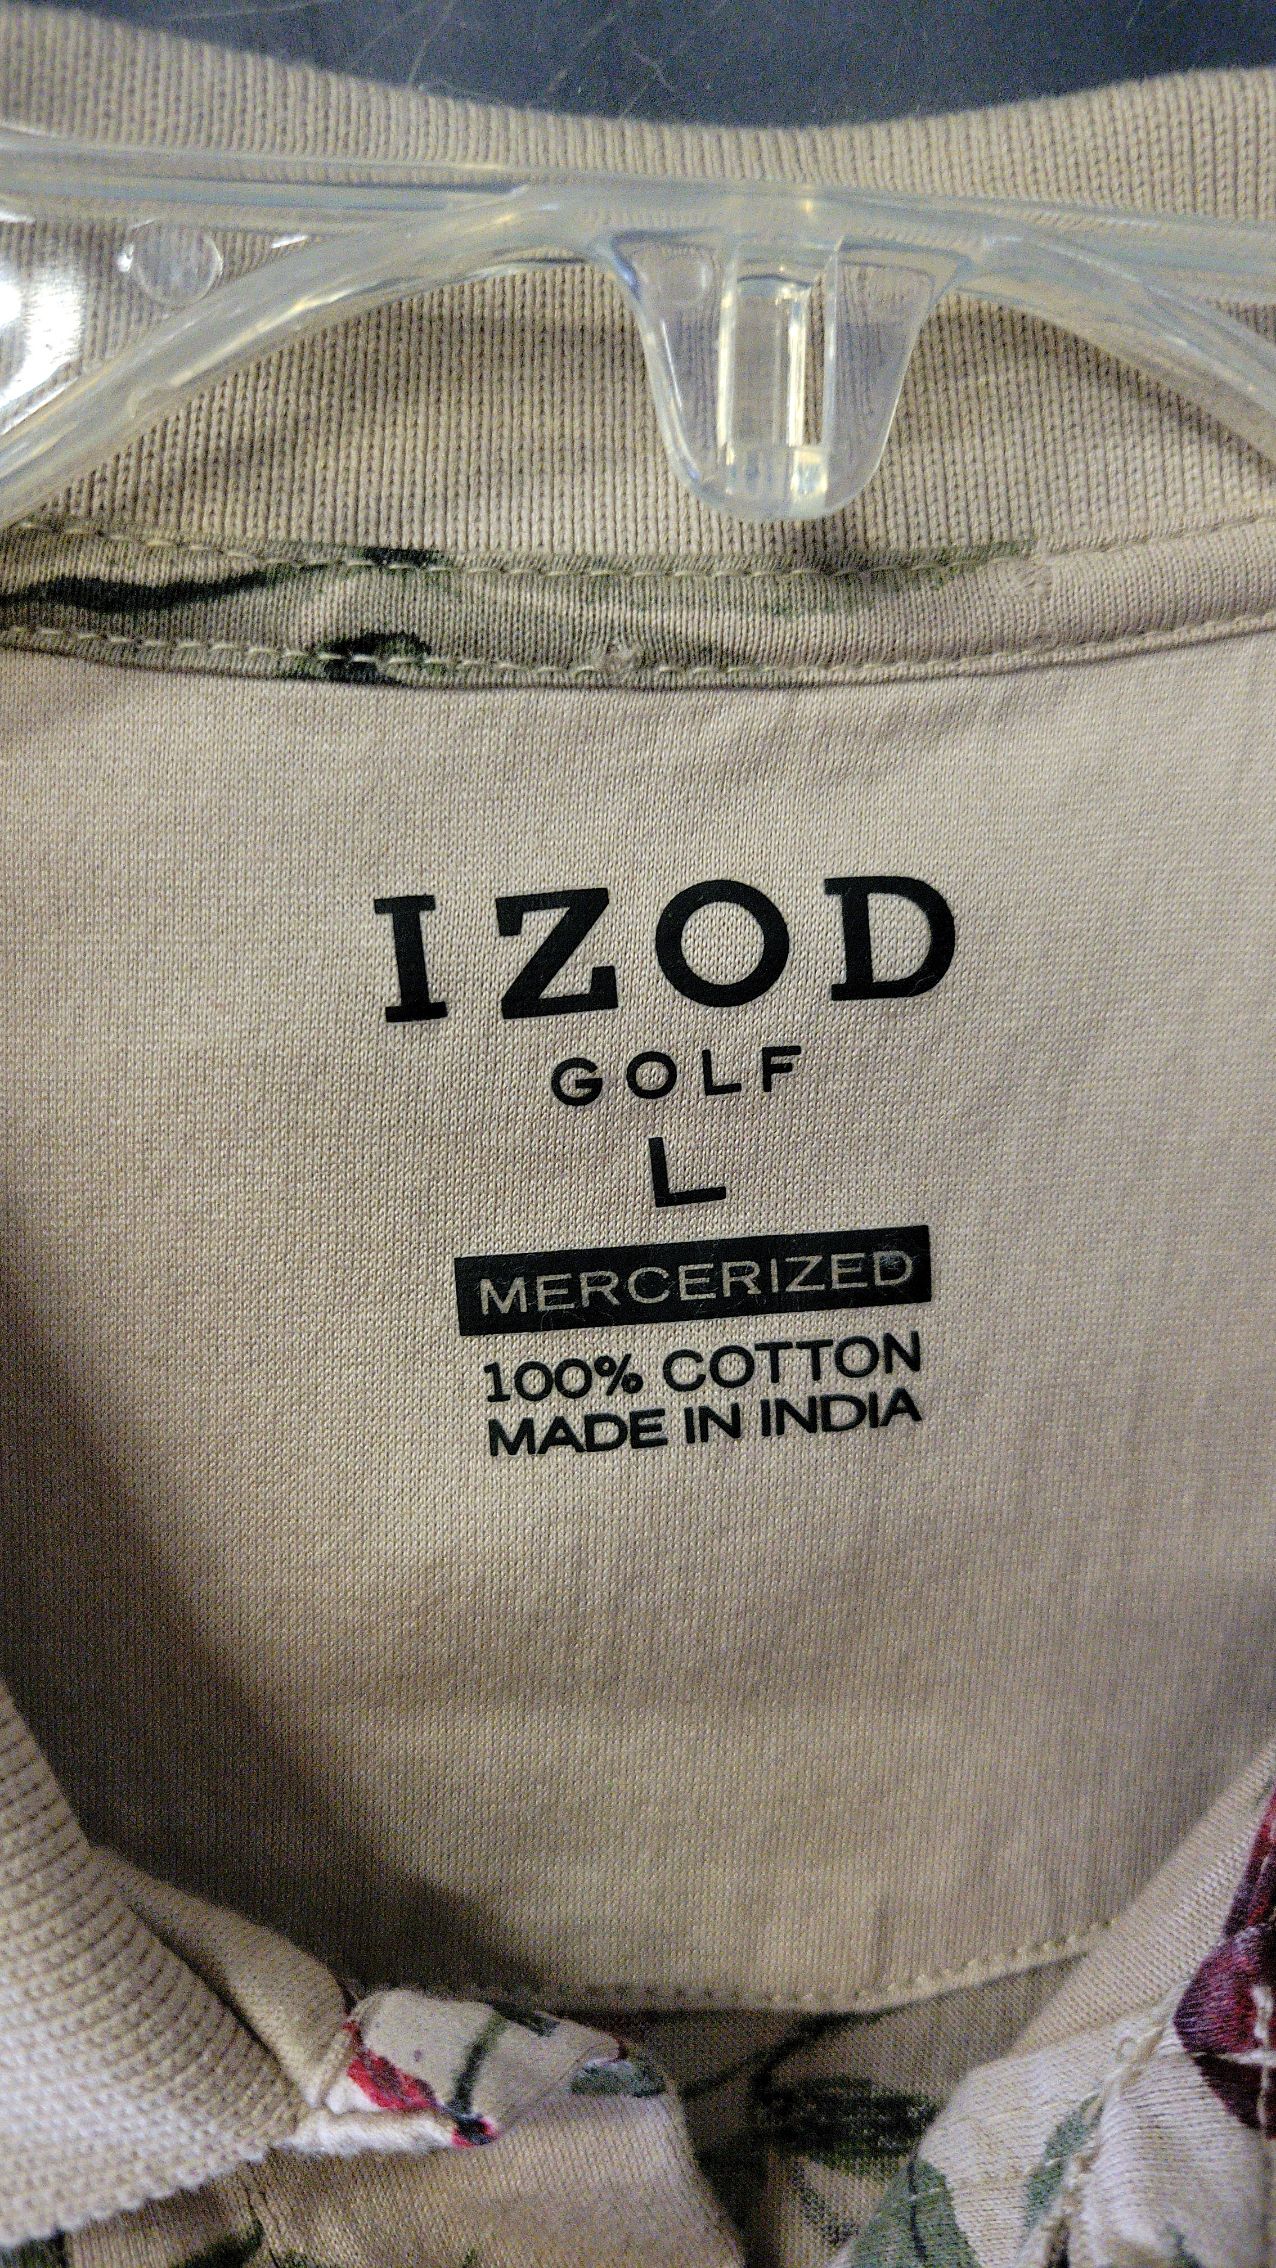 IZOD
GOLF
L
MERCERIZED
100% COTTON
MADE IN INDIA